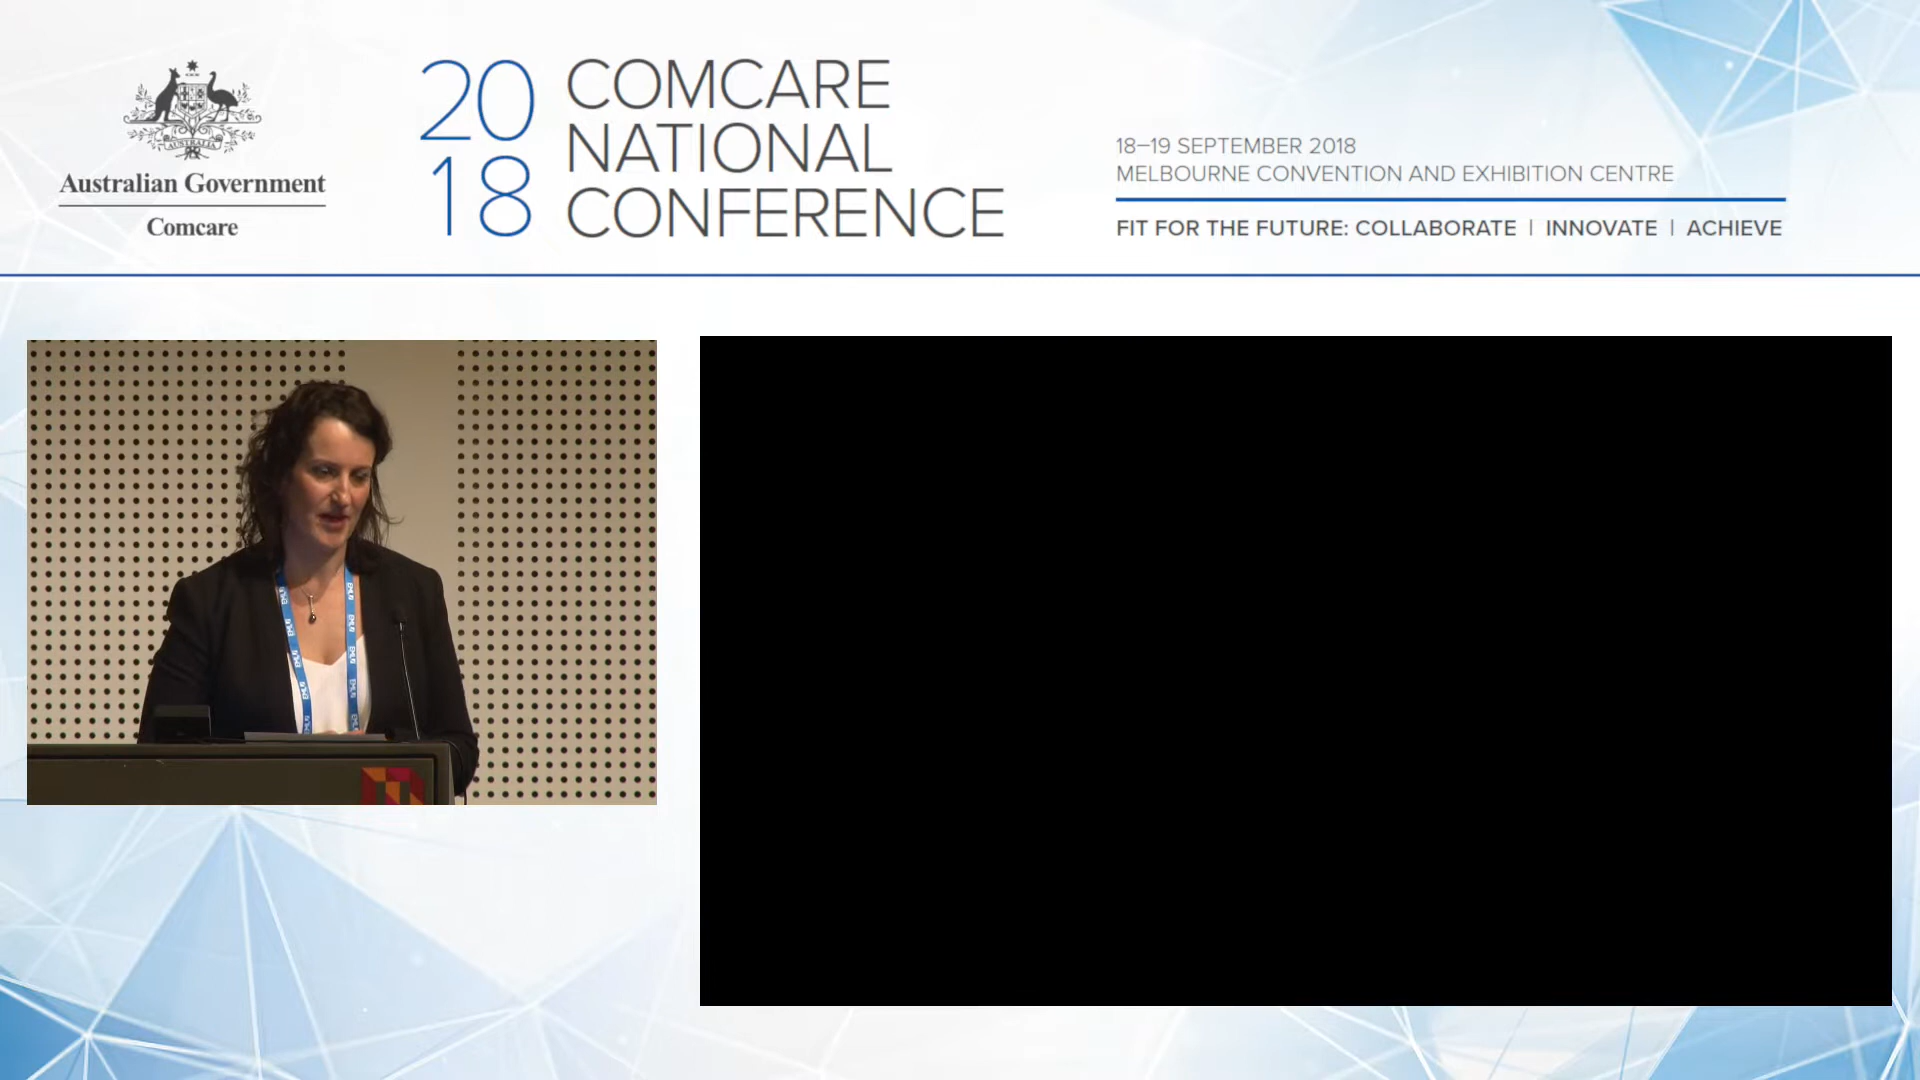 AUSTRALIA
Australian Government
Comcare
20
18
COMCARE
NATIONAL
CONFERENCE
18–19 SEPTEMBER 2018
MELBOURNE CONVENTION AND EXHIBITION CENTRE
FIT FOR THE FUTURE: COLLABORATE | INNOVATE | ACHIEVE